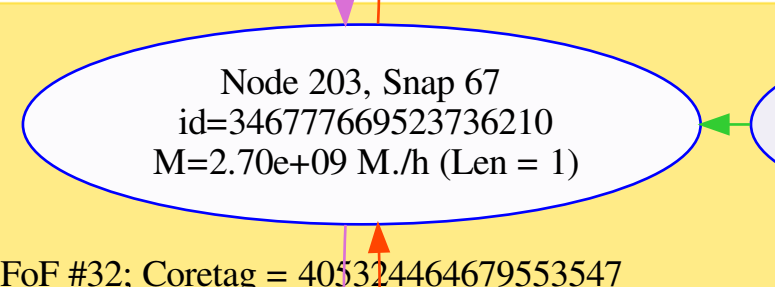 Node 203, Snap 67
id=346777669523736210
M=2.70e+09 M./h (Len = 1)
FoF #32; Coretag = 405324464679553547